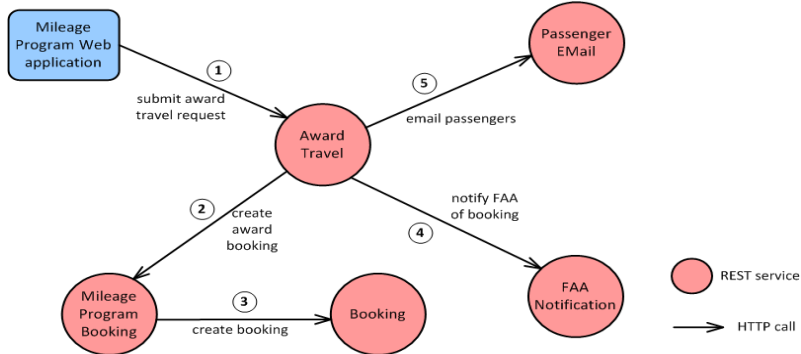 Mileage
Program Web
application
1
submit award
travel request
Award
Travel
5
email passengers
Passenger
EMail
2
create
award
booking
notify FAA
of booking
4
Mileage
Program
Booking
3
create booking
Booking
FAA
Notification
REST service
HTTP call